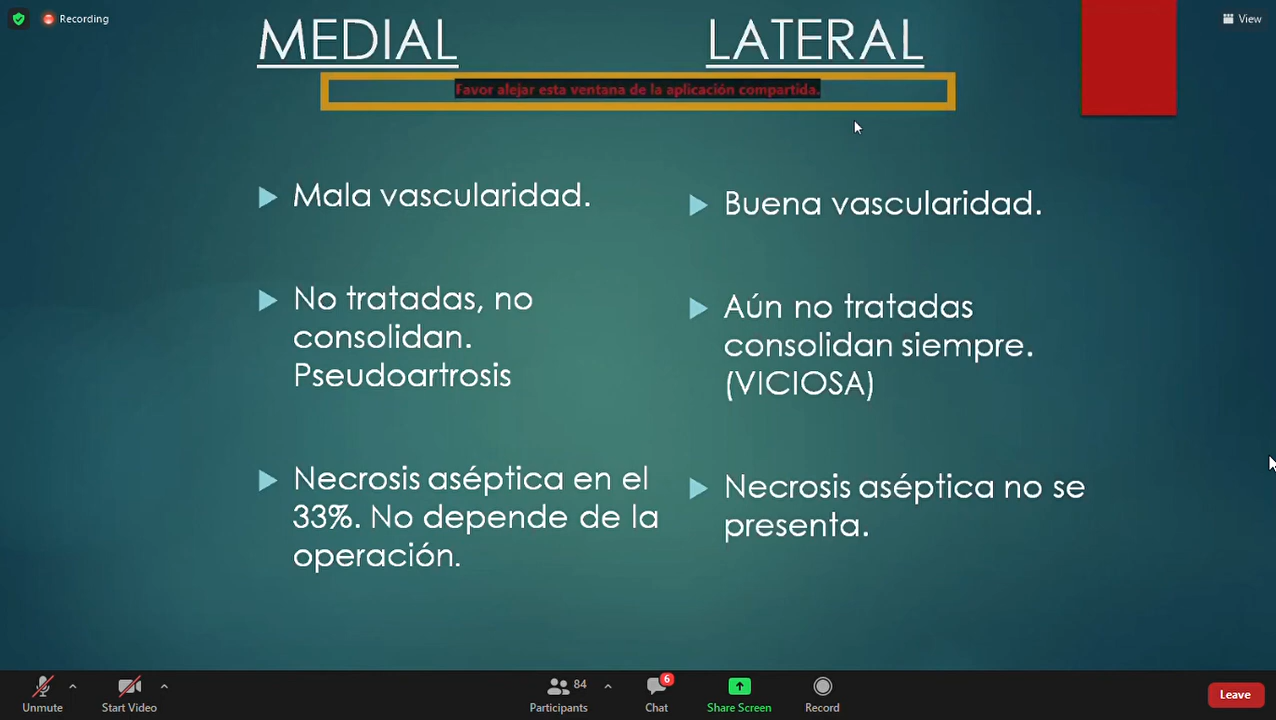 Recording
View
MEDIAL
LATERAL
Favor alejar esta ventana de la aplicación compartida.
Mala vascularidad.
No tratadas, no
consolidan.
Pseudoartrosis
Necrosis aséptica en el
33%. No depende de la
operación.
Buena vascularidad.
Aún no tratadas
consolidan siempre.
(VICIOSA)
Necrosis aséptica no se
presenta.
Unmute
Start Video
84
Participants
6
Chat
Share Screen
Record
Leave